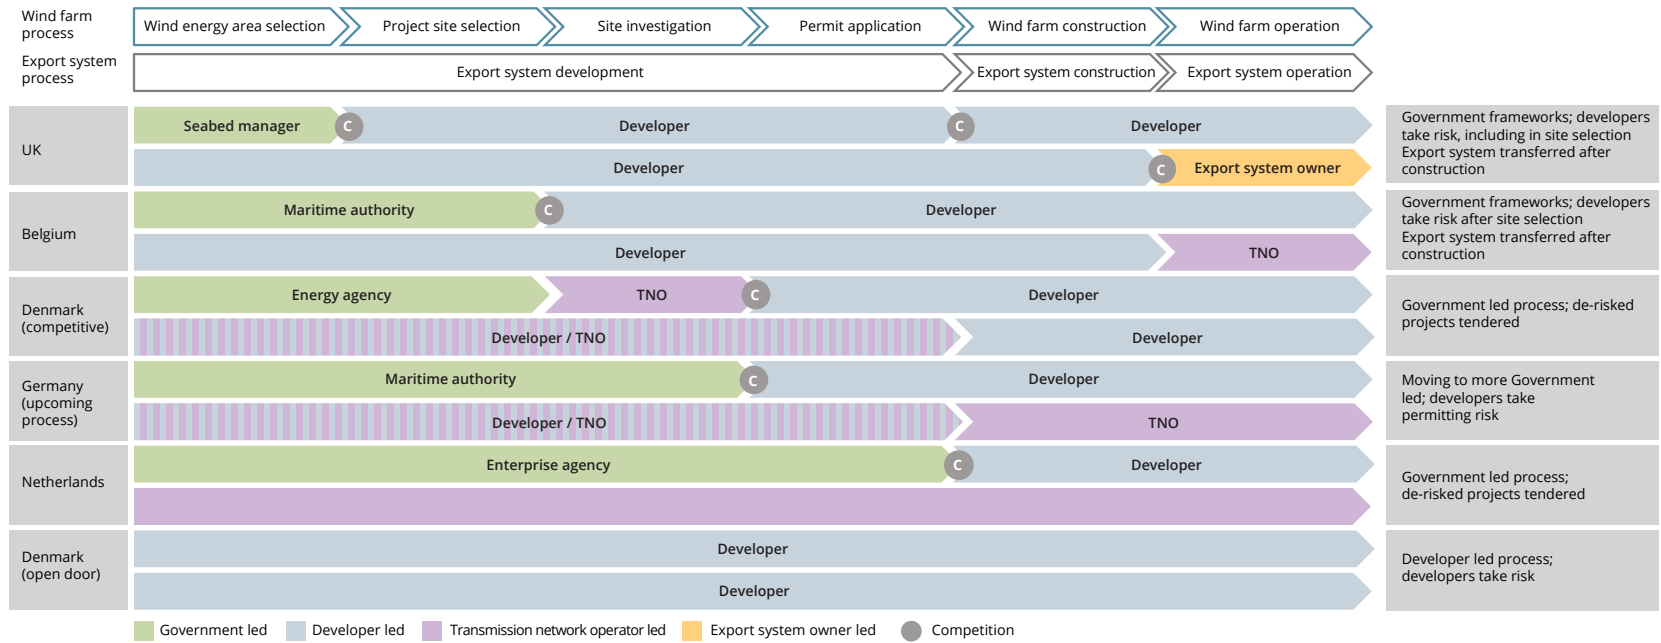 Wind farm
process
Wind energy area selection
Project site selection
Site investigation
Permit application
Wind farm construction
Wind farm operation
Export system
process
Export system development
Export system construction
Export system operation
UK
Seabed manager
C
Developer
C
Developer
Developer
C
Export system owner
Government frameworks; developers
take risk, including in site selection
Export system transferred after
construction
Belgium
Maritime authority
C
Developer
Developer
TNO
Government frameworks; developers
take risk after site selection
Export system transferred after
construction
Denmark
(competitive)
Energy agency
TNO
C
Developer
Developer / TNO
Developer
Government led process; de-risked
projects tendered
Germany
(upcoming
process)
Maritime authority
C
Developer
Developer / TNO
TNO
Moving to more Government
led; developers take
permitting risk
Netherlands
Enterprise agency
C
Developer
Government led process;
de-risked projects tendered
Denmark
(open door)
Developer
Developer
Developer led process;
developers take risk
Government led
Developer led
Transmission network operator led
Export system owner led
C
Competition